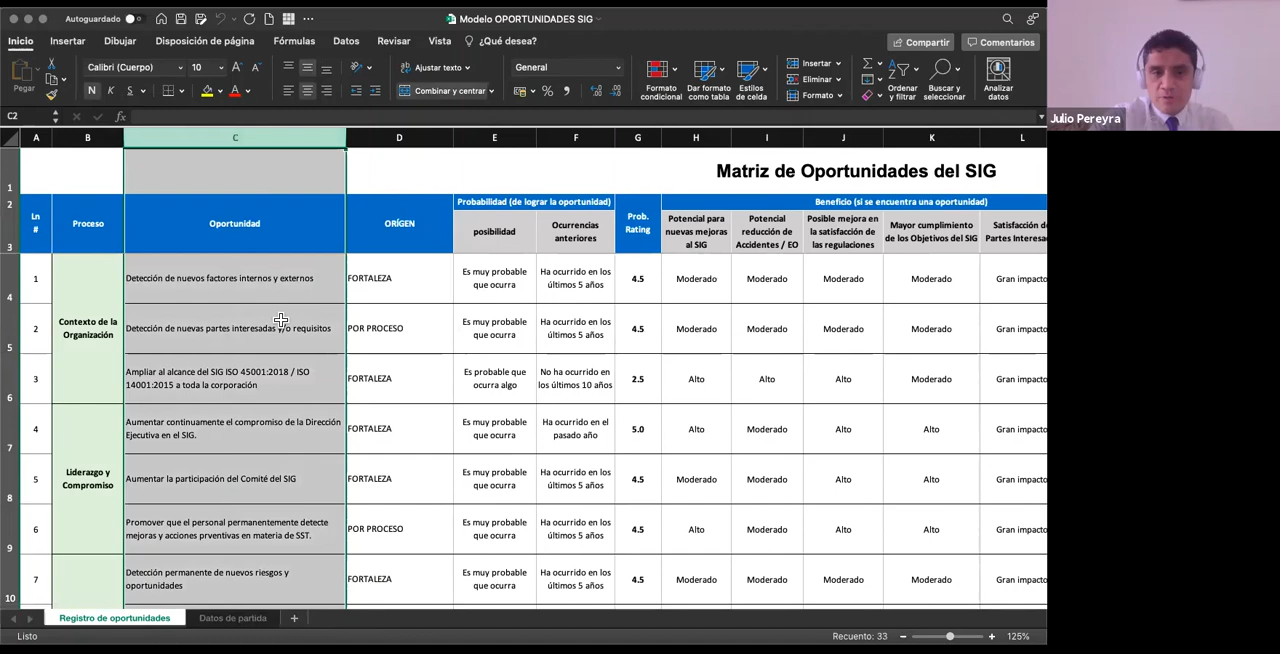 Autoguardado
Modelo OPORTUNIDADES SIG
Inicio Insertar Dibujar Disposición de página Fórmulas Datos Revisar Vista ¿Qué desea? Compartir Comentarios
Pegar
Calibri (Cuerpo) 10 A A
N K S A
Ajustar texto
Combinar y centrar
General
% 
Formato condicional
Dar formato como tabla
Estilos de celda
Insertar
Eliminar
Formato
Ordenar y filtrar
Buscar y seleccionar
Analizar datos
Julio Pereyra
C2 fx
A B C D E F G H I J K L
1 Matriz de Oportunidades del SIG
2
3
Ln #
Proceso
Oportunidad
ORÍGEN
Probabilidad (de lograr la oportunidad)
posibilidad
Ocurrencias anteriores
Prob. Rating
Beneficio (si se encuentra una oportunidad)
Potencial para nuevas mejoras al SIG
Potencial reducción de Accidentes / EO
Posible mejora en la satisfacción de las regulaciones
Mayor cumplimiento de los Objetivos del SIG
Satisfacción de Partes Interesa
4
1
Contexto de la Organización
Detección de nuevos factores internos y externos
FORTALEZA
Es muy probable que ocurra
Ha ocurrido en los últimos 5 años
4.5
Moderado Moderado Moderado Moderado Gran impacto
5
2
Detección de nuevas partes interesadas y/o requisitos
POR PROCESO
Es muy probable que ocurra
Ha ocurrido en los últimos 5 años
4.5
Moderado Moderado Moderado Moderado Gran impacto
6
3
Ampliar al alcance del SIG ISO 45001:2018 / ISO
14001:2015 a toda la corporación
FORTALEZA
Es probable que ocurra algo
No ha ocurrido en los últimos 10 años
2.5
Alto Alto Alto Moderado Gran impacto
7
4
Liderazgo y Compromiso
Aumentar continuamente el compromiso de la Dirección
Ejecutiva en el SIG.
FORTALEZA
Es muy probable que ocurra
Ha ocurrido en el pasado año
5.0
Alto Moderado Alto Alto Gran impacto
8
5
Aumentar la participación del Comité del SIG
FORTALEZA
Es muy probable que ocurra
Ha ocurrido en los últimos 5 años
4.5
Moderado Moderado Alto Alto Gran impacto
9
6
Promover que el personal permanentemente detecte
mejoras y acciones prventivas en materia de SST.
POR PROCESO
Es muy probable que ocurra
Ha ocurrido en los últimos 5 años
4.5
Alto Moderado Alto Alto Gran impacto
10
7
Detección permanente de nuevos riesgos y
oportunidades
FORTALEZA
Es muy probable que ocurra
Ha ocurrido en los últimos 5 años
4.5
Moderado Moderado Moderado Moderado Gran impacto
Registro de oportunidades Datos de partida +
Listo Recuento: 33 125%